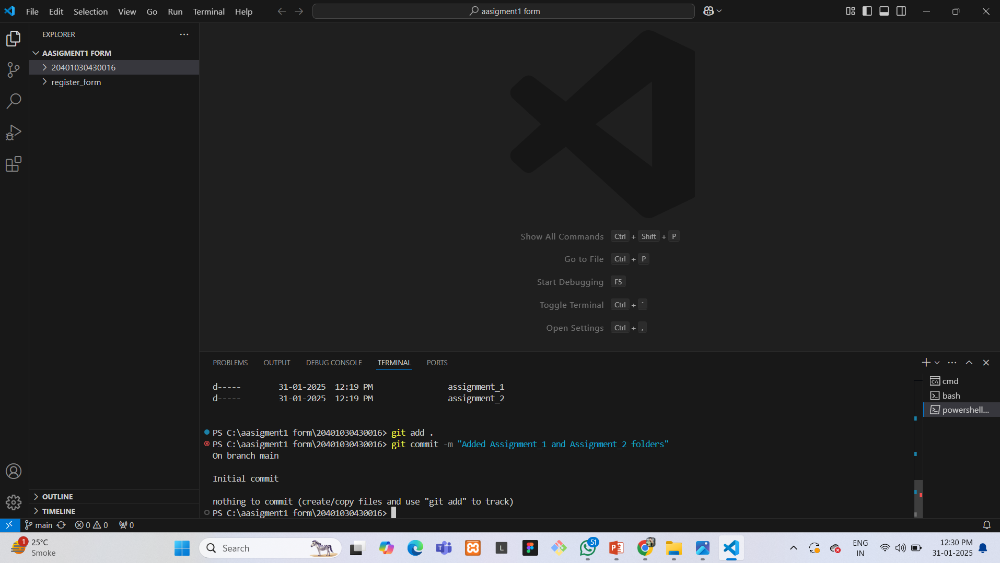 File Edit Selection View Go Run Terminal Help
aasigment1 form
EXPLORER
AASIGMENT1 FORM
20401030430016
register_form
Show All Commands Ctrl + Shift + P
Go to File Ctrl + P
Start Debugging F5
Toggle Terminal Ctrl + `
Open Settings Ctrl + ,
PROBLEMS OUTPUT DEBUG CONSOLE TERMINAL PORTS
d----- 31-01-2025 12:19 PM assignment_1
d----- 31-01-2025 12:19 PM assignment_2
PS C:\aasigment1 form\20401030430016> git add .
PS C:\aasigment1 form\20401030430016> git commit -m "Added Assignment_1 and Assignment_2 folders"
On branch main
Initial commit
nothing to commit (create/copy files and use "git add" to track)
PS C:\aasigment1 form\20401030430016>
cmd
bash
powershell...
OUTLINE
TIMELINE
main 0 0 0
1
25°C
Smoke
Search
L
51
ENG
IN
12:30 PM
31-01-2025